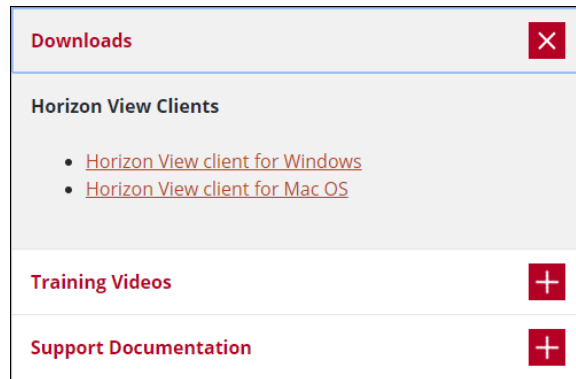 Downloads
Horizon View Clients
Horizon View client for Windows
Horizon View client for Mac OS
Training Videos
Support Documentation